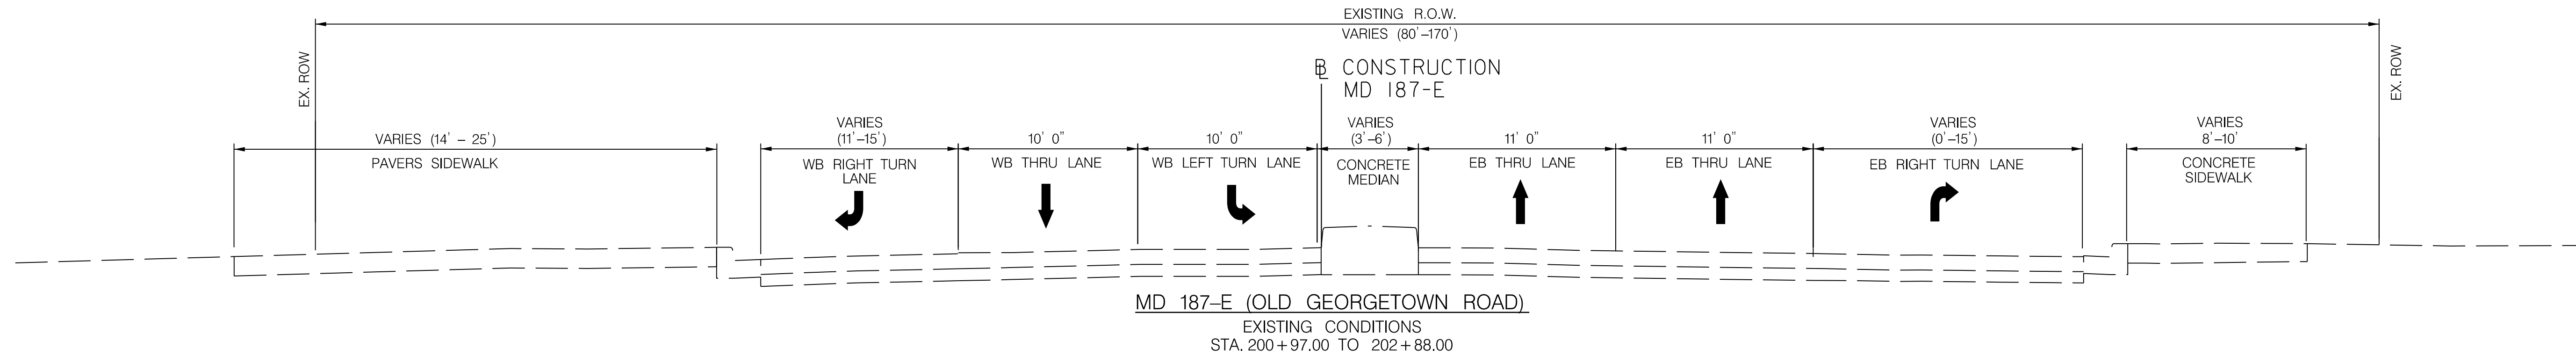 EXISTING R.O.W.
VARIES (80'-170')
EX. ROW
EX. ROW
BL CONSTRUCTION
MD 187-E
VARIES (14' - 25')
PAVERS SIDEWALK
VARIES
(11'-15')
WB RIGHT TURN
LANE
10' 0"
WB THRU LANE
10' 0"
WB LEFT TURN LANE
VARIES
(3'-6')
CONCRETE
MEDIAN
11' 0"
EB THRU LANE
11' 0"
EB THRU LANE
VARIES
(0'-15')
EB RIGHT TURN LANE
VARIES
8'-10'
CONCRETE
SIDEWALK
MD 187-E (OLD GEORGETOWN ROAD)
EXISTING CONDITIONS
STA. 200+97.00 TO 202+88.00